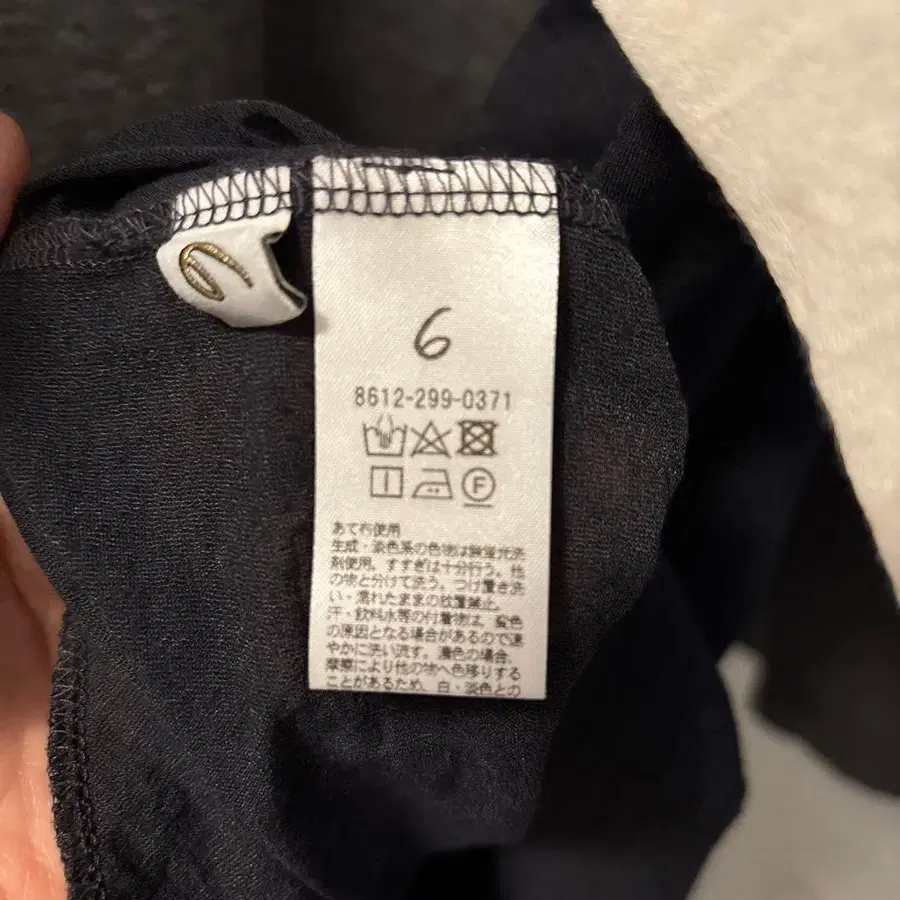 6
6
8612-299-0371
F
あて布使用
生成・淡色系の色物は無蛍光洗
剤使用。すすぎは十分行う。他
の物と分けて洗う。つけ置き洗
い・濡れたままの放置禁止。
汗・飲料水等の付着物は、変色
の原因となる場合があるので速
やかに洗い流す。濃色の場合、
摩擦により他の物へ色移りする
ことがあるため、白・淡色との